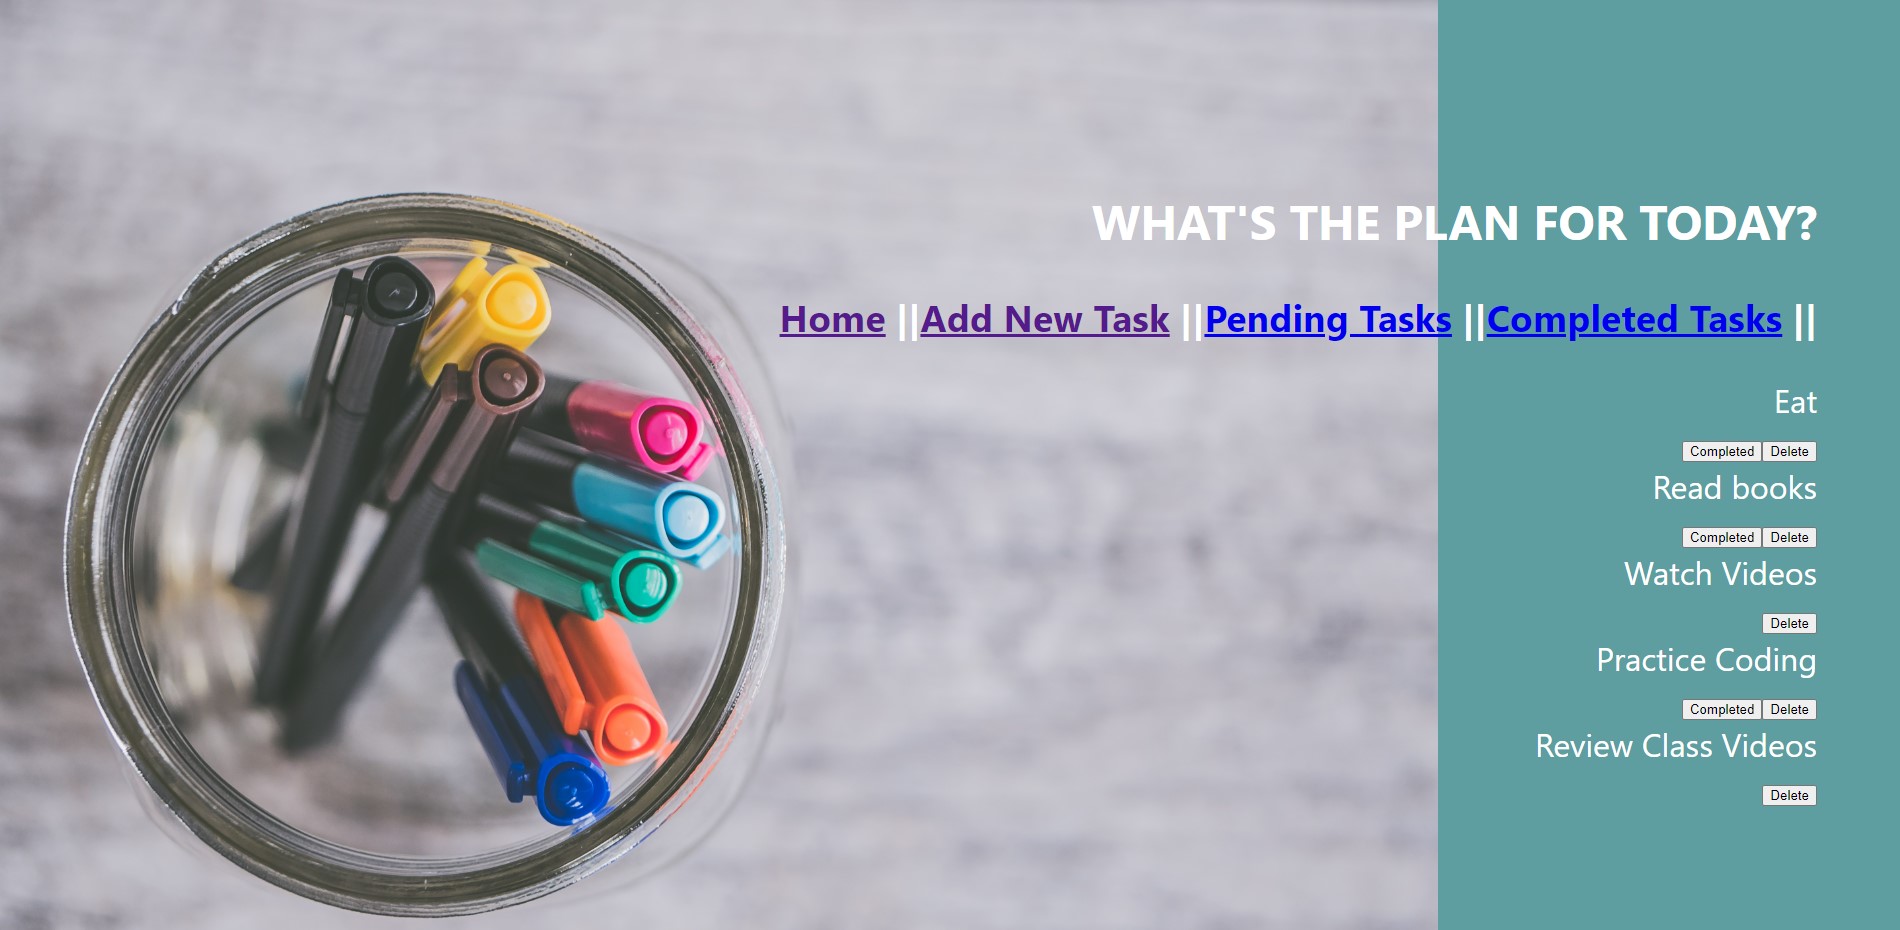 WHAT'S THE PLAN FOR TODAY?
Home ||Add New Task ||Pending Tasks ||Completed Tasks ||
Eat
Completed Delete
Read books
Completed Delete
Watch Videos
Delete
Practice Coding
Completed Delete
Review Class Videos
Delete